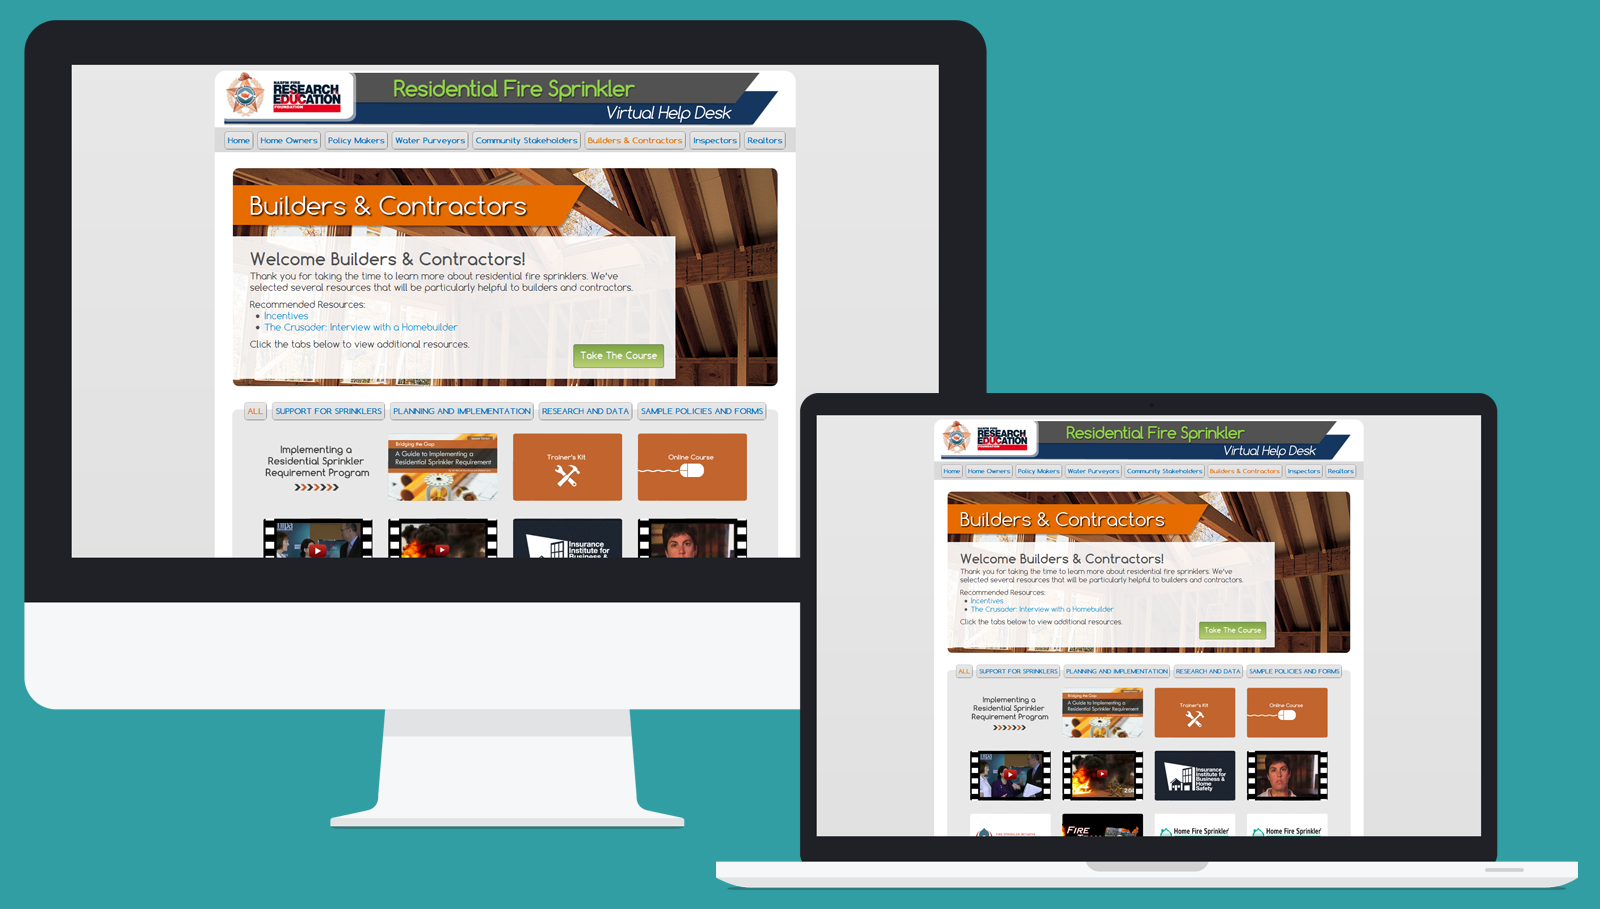 NASFM FIRE
RESEARCH
EDUCATION
FOUNDATION
Residential Fire Sprinkler
Virtual Help Desk
Home
Home Owners
Policy Makers
Water Purveyors
Community Stakeholders
Builders & Contractors
Inspectors
Realtors
Builders & Contractors
Welcome Builders & Contractors!
Thank you for taking the time to learn more about residential fire sprinklers. We've
selected several resources that will be particularly helpful to builders and contractors.
Recommended Resources:
Incentives
The Crusader: Interview with a Homebuilder
Click the tabs below to view additional resources.
Take The Course
ALL
SUPPORT FOR SPRINKLERS
PLANNING AND IMPLEMENTATION
RESEARCH AND DATA
SAMPLE POLICIES AND FORMS
Implementing a
Residential Sprinkler
Requirement Program
Bridging the Gap
A Guide to Implementing a
Residential Sprinkler Requirement
Trainer's Kit
Online Course
Insurance
Institute for
Business &
NASFM FIRE
RESEARCH
EDUCATION
FOUNDATION
Residential Fire Sprinkler
Virtual Help Desk
Home
Home Owners
Policy Makers
Water Purveyors
Community Stakeholders
Builders & Contractors
Inspectors
Realtors
Builders & Contractors
Welcome Builders & Contractors!
Thank you for taking the time to learn more about residential fire sprinklers. We've
selected several resources that will be particularly helpful to builders and contractors.
Recommended Resources:
Incentives
The Crusader: Interview with a Homebuilder
Click the tabs below to view additional resources.
Take The Course
ALL
SUPPORT FOR SPRINKLERS
PLANNING AND IMPLEMENTATION
RESEARCH AND DATA
SAMPLE POLICIES AND FORMS
Implementing a
Residential Sprinkler
Requirement Program
Bridging the Gap
A Guide to Implementing a
Residential Sprinkler Requirement
Trainer's Kit
Online Course
2:04
Insurance
Institute for
Business &
Home
Safety
FIRE
Home Fire Sprinkler
Home Fire Sprinkler